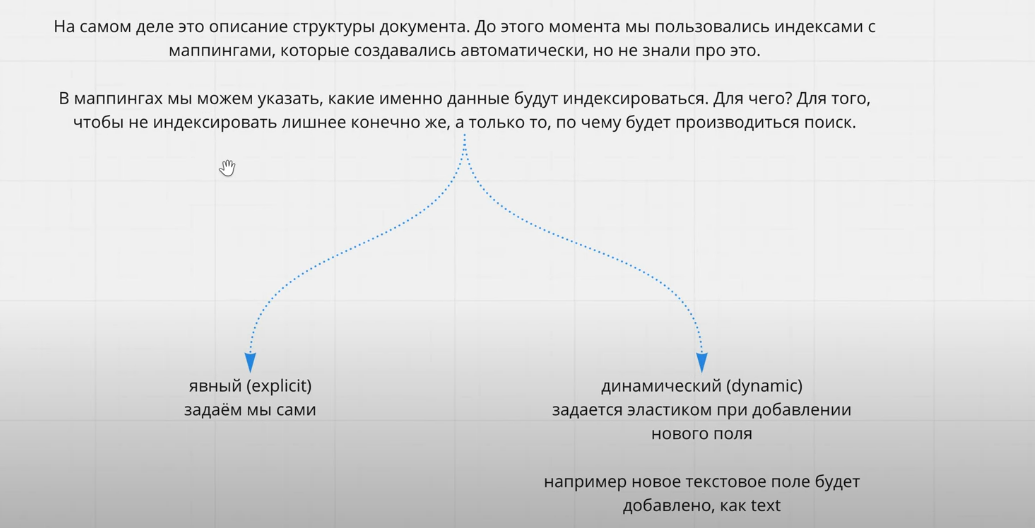 На самом деле это описание структуры документа. До этого момента мы пользовались индексами с
маппингами, которые создавались автоматически, но не знали про это.
В маппингах мы можем указать, какие именно данные будут индексироваться. Для чего? Для того,
чтобы не индексировать лишнее конечно же, а только то, по чему будет производиться поиск.
явный (explicit)
задаём мы сами
динамический (dynamic)
задается эластиком при добавлении
нового поля
например новое текстовое поле будет
добавлено, как text